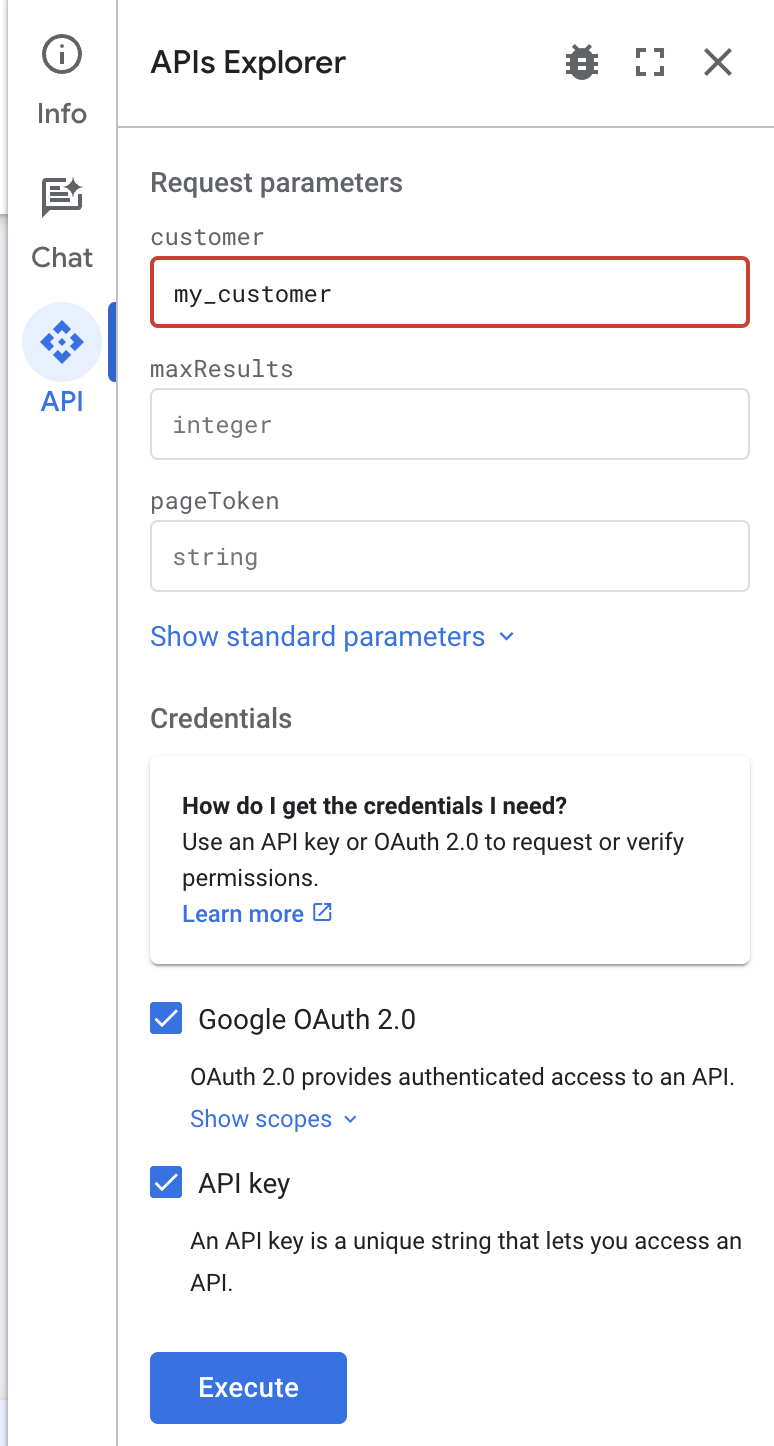 Info
Chat
API
APIs Explorer
Request parameters
customer
my_customer
maxResults
integer
pageToken
string
Show standard parameters
Credentials
How do I get the credentials I need?
Use an API key or OAuth 2.0 to request or verify
permissions.
Learn more
Google OAuth 2.0
OAuth 2.0 provides authenticated access to an API.
Show scopes
API key
An API key is a unique string that lets you access an
API.
Execute